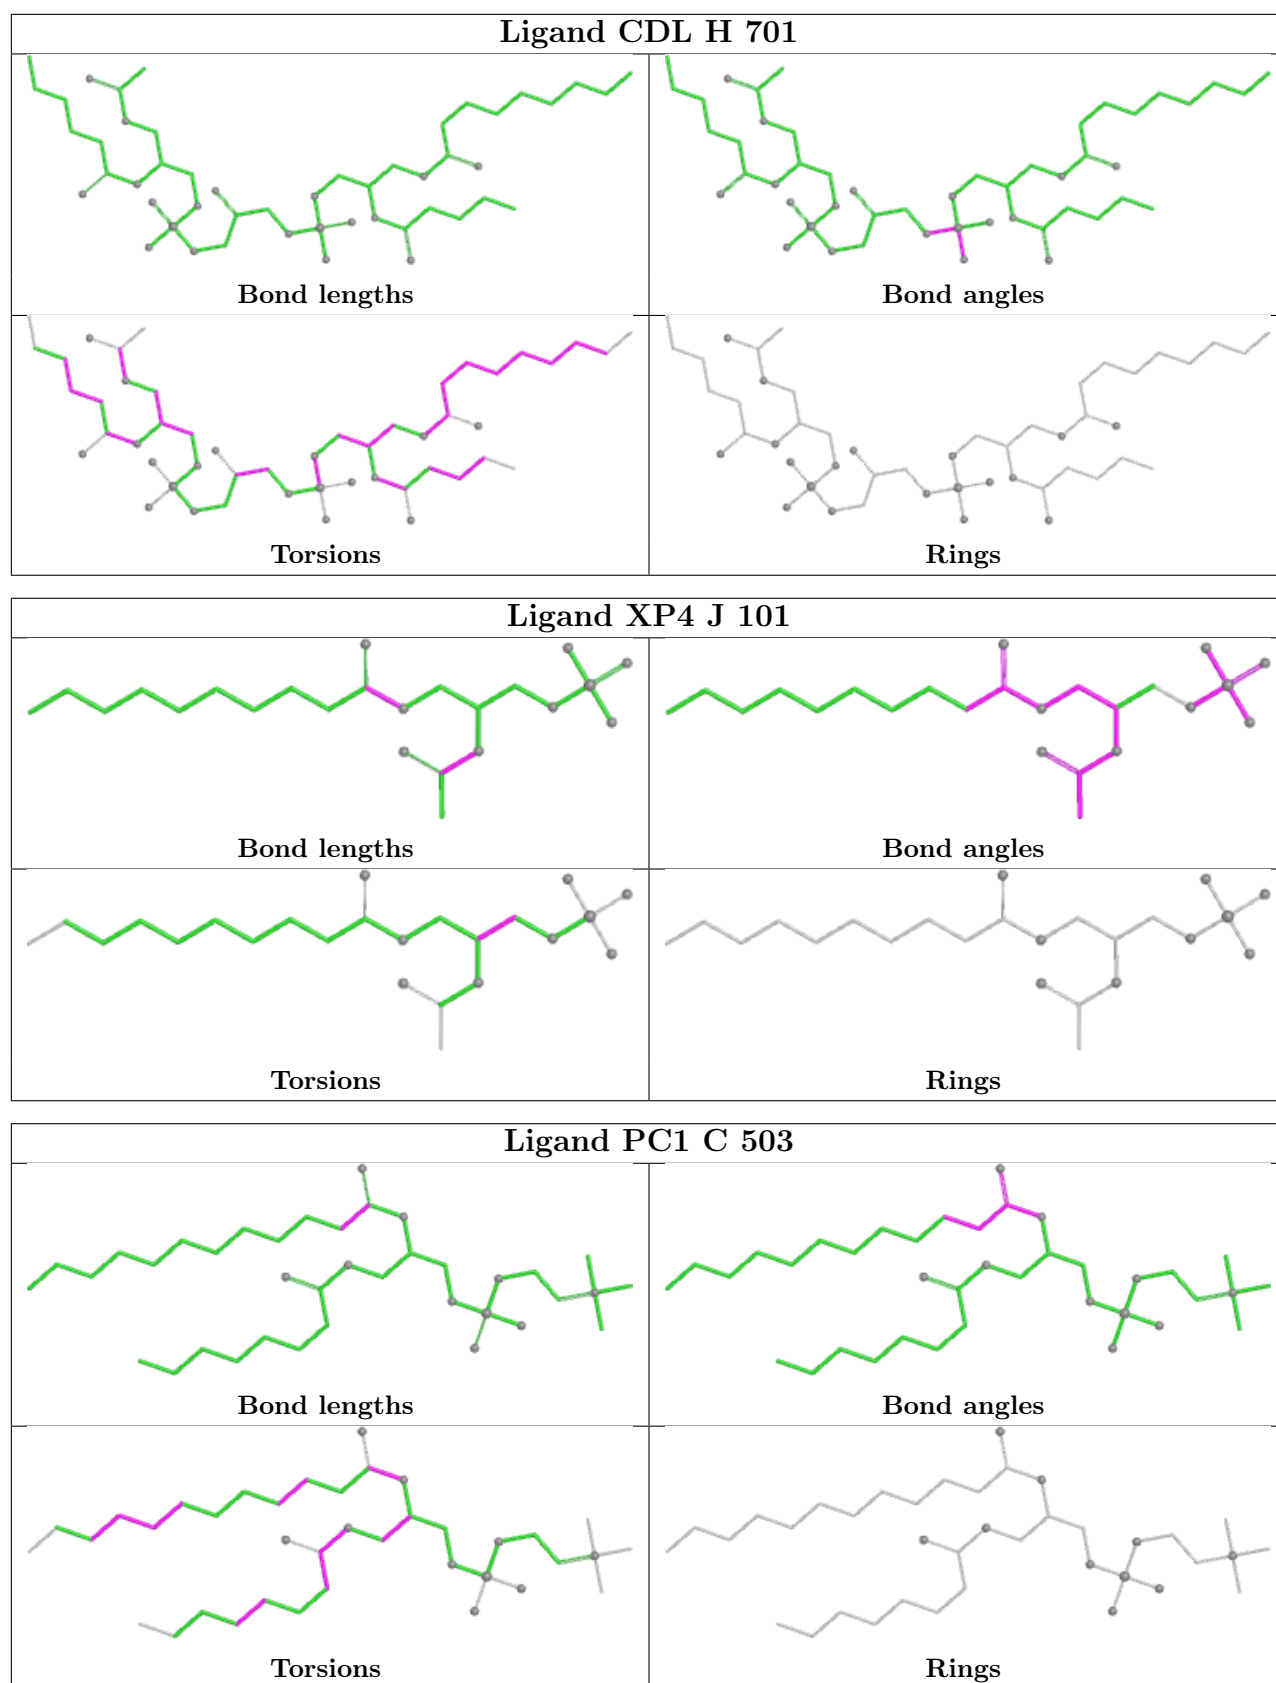 Ligand CDL H 701
Bond lengths
Bond angles
Torsions
Rings
Ligand XP4 J 101
Bond lengths
Bond angles
Torsions
Rings
Ligand PC1 C 503
Bond lengths
Bond angles
Torsions
Rings